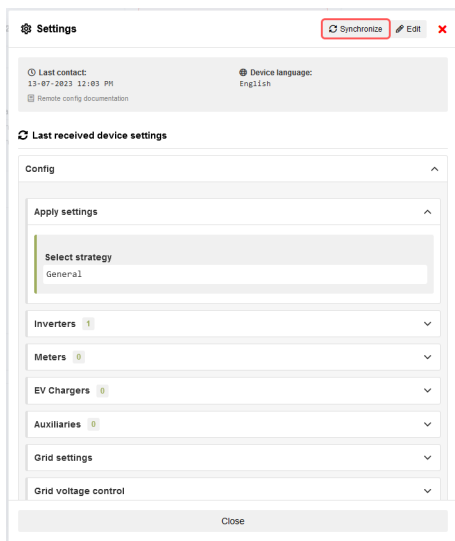 Settings
Synchronize
Edit
Last contact:
13-07-2023 12:03 PM
Remote config documentation
Device language:
English
Last received device settings
Config
Apply settings
Select strategy
General
Inverters 1
Meters 0
EV Chargers 0
Auxiliaries 0
Grid settings
Grid voltage control
Close